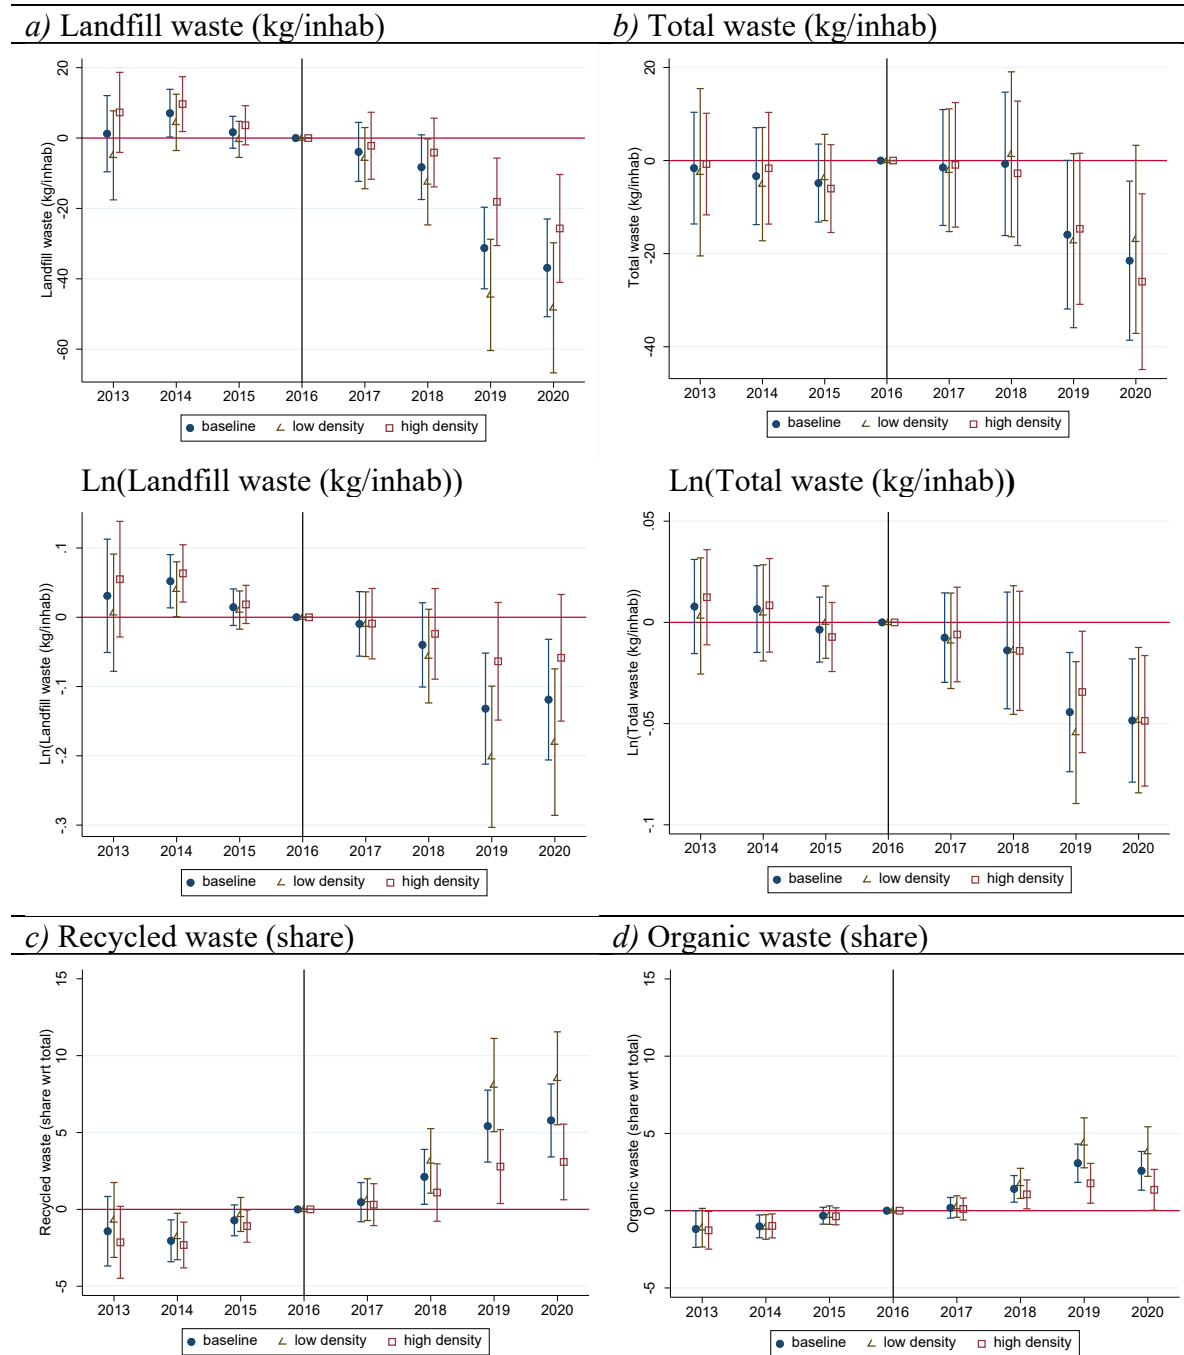 a) Landfill waste (kg/inhab)
b) Total waste (kg/inhab)
Landfill waste (kg/inhab)
20
0
-20
-40
-60
2013 2014 2015 2016 2017 2018 2019 2020
baseline low density high density
Total waste (kg/inhab)
20
0
-20
-40
2013 2014 2015 2016 2017 2018 2019 2020
baseline low density high density
Ln(Landfill waste (kg/inhab))
Ln(Total waste (kg/inhab))
Ln(Landfill waste (kg/inhab))
.1
0
-.1
-.2
-.3
2013 2014 2015 2016 2017 2018 2019 2020
baseline low density high density
Ln(Total waste (kg/inhab))
.05
0
-.05
-.1
2013 2014 2015 2016 2017 2018 2019 2020
baseline low density high density
c) Recycled waste (share)
d) Organic waste (share)
Recycled waste (share wrt total)
15
10
5
0
-5
2013 2014 2015 2016 2017 2018 2019 2020
baseline low density high density
Organic waste (share wrt total)
15
10
5
0
-5
2013 2014 2015 2016 2017 2018 2019 2020
baseline low density high density